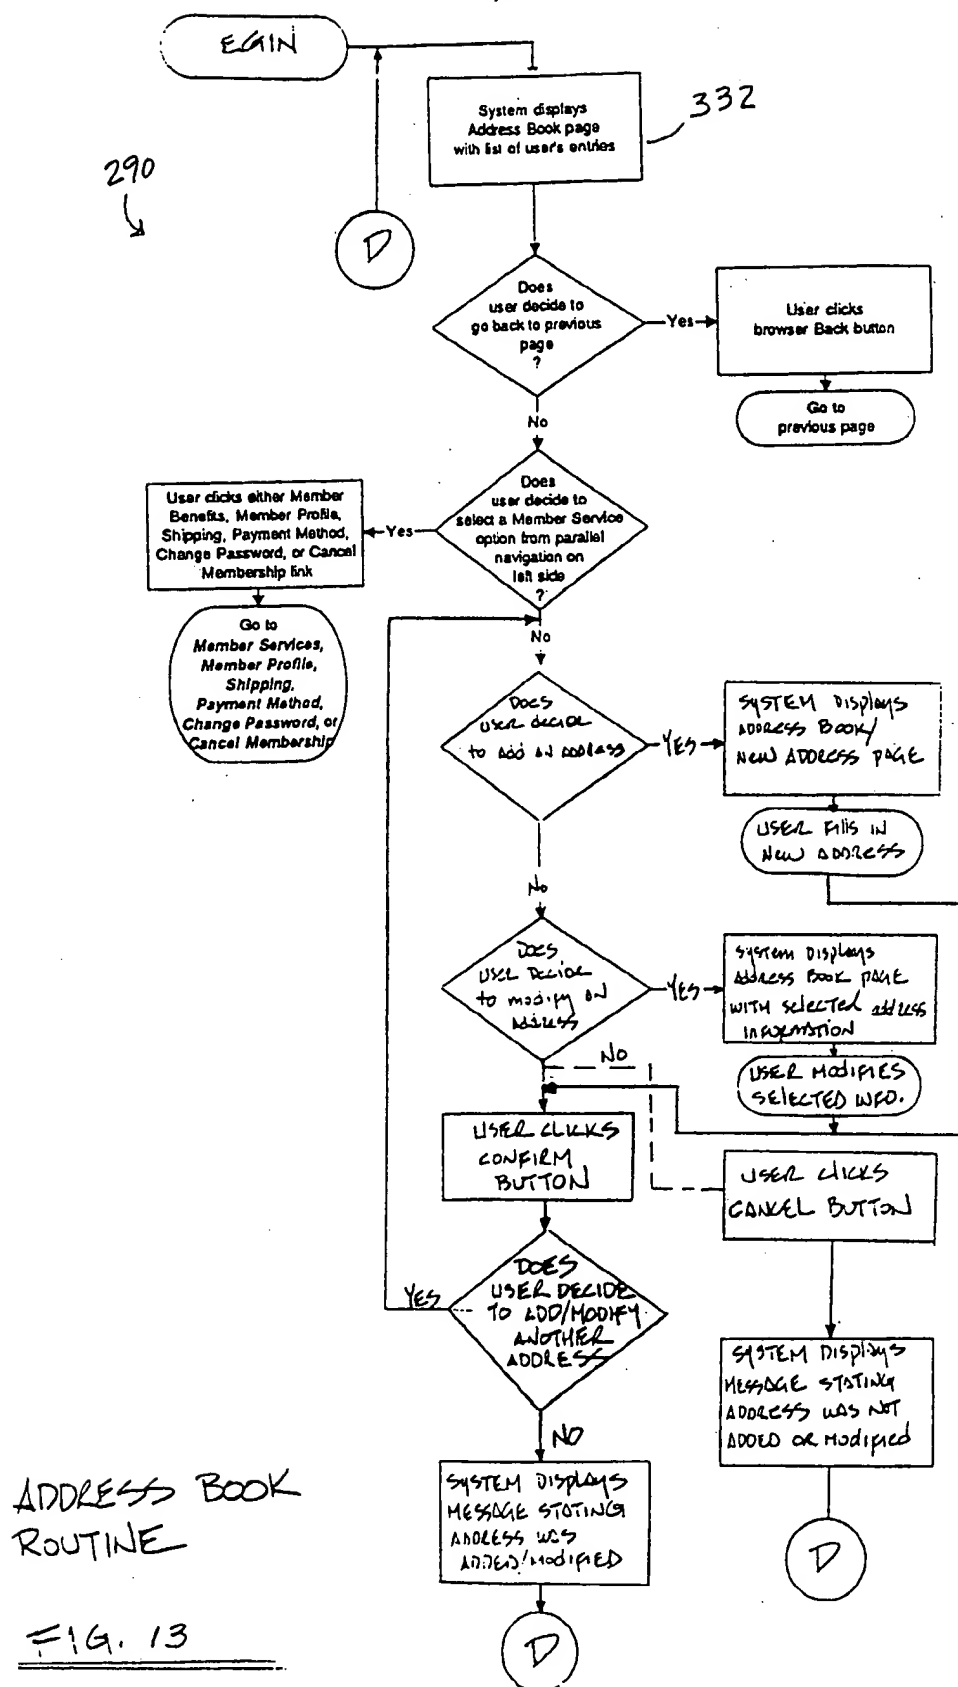 EGIN
System displays
Address Book page
with list of user's entries
332
290
D
Does
user decide to
go back to previous
page
?
Yes
User clicks
browser Back button
Go to
previous page
No
Does
user decide to
select a Member Service
option from parallel
navigation on
left side
?
Yes
User clicks either Member
Benefits, Member Profile,
Shipping, Payment Method,
Change Password, or Cancel
Membership link
Go to
Member Services,
Member Profile,
Shipping,
Payment Method,
Change Password, or
Cancel Membership
No
DOES
USER DECIDE
TO ADD AN ADDRESS
YES
SYSTEM DISPLAYS
ADDRESS BOOK/
NEW ADDRESS PAGE
USER FILLS IN
NEW ADDRESS
No
DOES
USER DECIDE
TO MODIFY AN
ADDRESS
YES
SYSTEM DISPLAYS
ADDRESS BOOK PAGE
WITH SELECTED ADDRESS
INFORMATION
USER MODIFIES
SELECTED INFO.
NO
USER CLICKS
CONFIRM
BUTTON
USER CLICKS
CANCEL BUTTON
DOES
USER DECIDE
TO ADD/MODIFY
ANOTHER
ADDRESS
YES
NO
SYSTEM DISPLAYS
MESSAGE STATING
ADDRESS WAS NOT
ADDED OR MODIFIED
D
SYSTEM DISPLAYS
MESSAGE STATING
ADDRESS WAS
ADDED/MODIFIED
D
ADDRESS BOOK
ROUTINE
FIG. 13